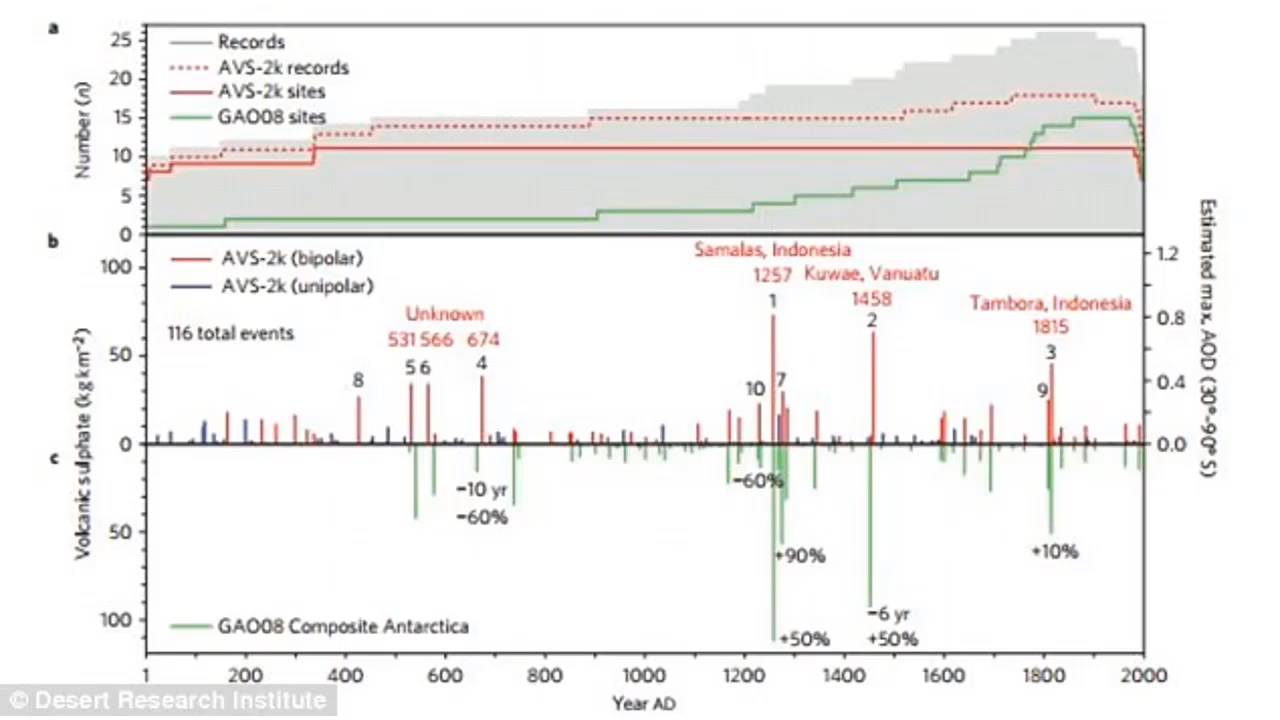 a
Number (n)
25
20
15
10
5
0
Records
AVS-2k records
AVS-2k sites
GAO08 sites
b
Volcanic sulphate (kg km⁻²)
100
50
0
AVS-2k (bipolar)
AVS-2k (unipolar)
116 total events
Unknown
531 566 674
8
5 6
4
Samalas, Indonesia
1257
1
Kuwae, Vanuatu
1458
2
Tambora, Indonesia
1815
3
10
7
9
Estimated max, AOD (30°-90° S)
1.2
0.8
0.4
0.0
c
50
100
−10 yr
−60%
−60%
+90%
+50%
−6 yr
+50%
+10%
GAO08 Composite Antarctica
1 200 400 600 800 1000 1200 1400 1600 1800 2000
Year AD
© Desert Research Institute